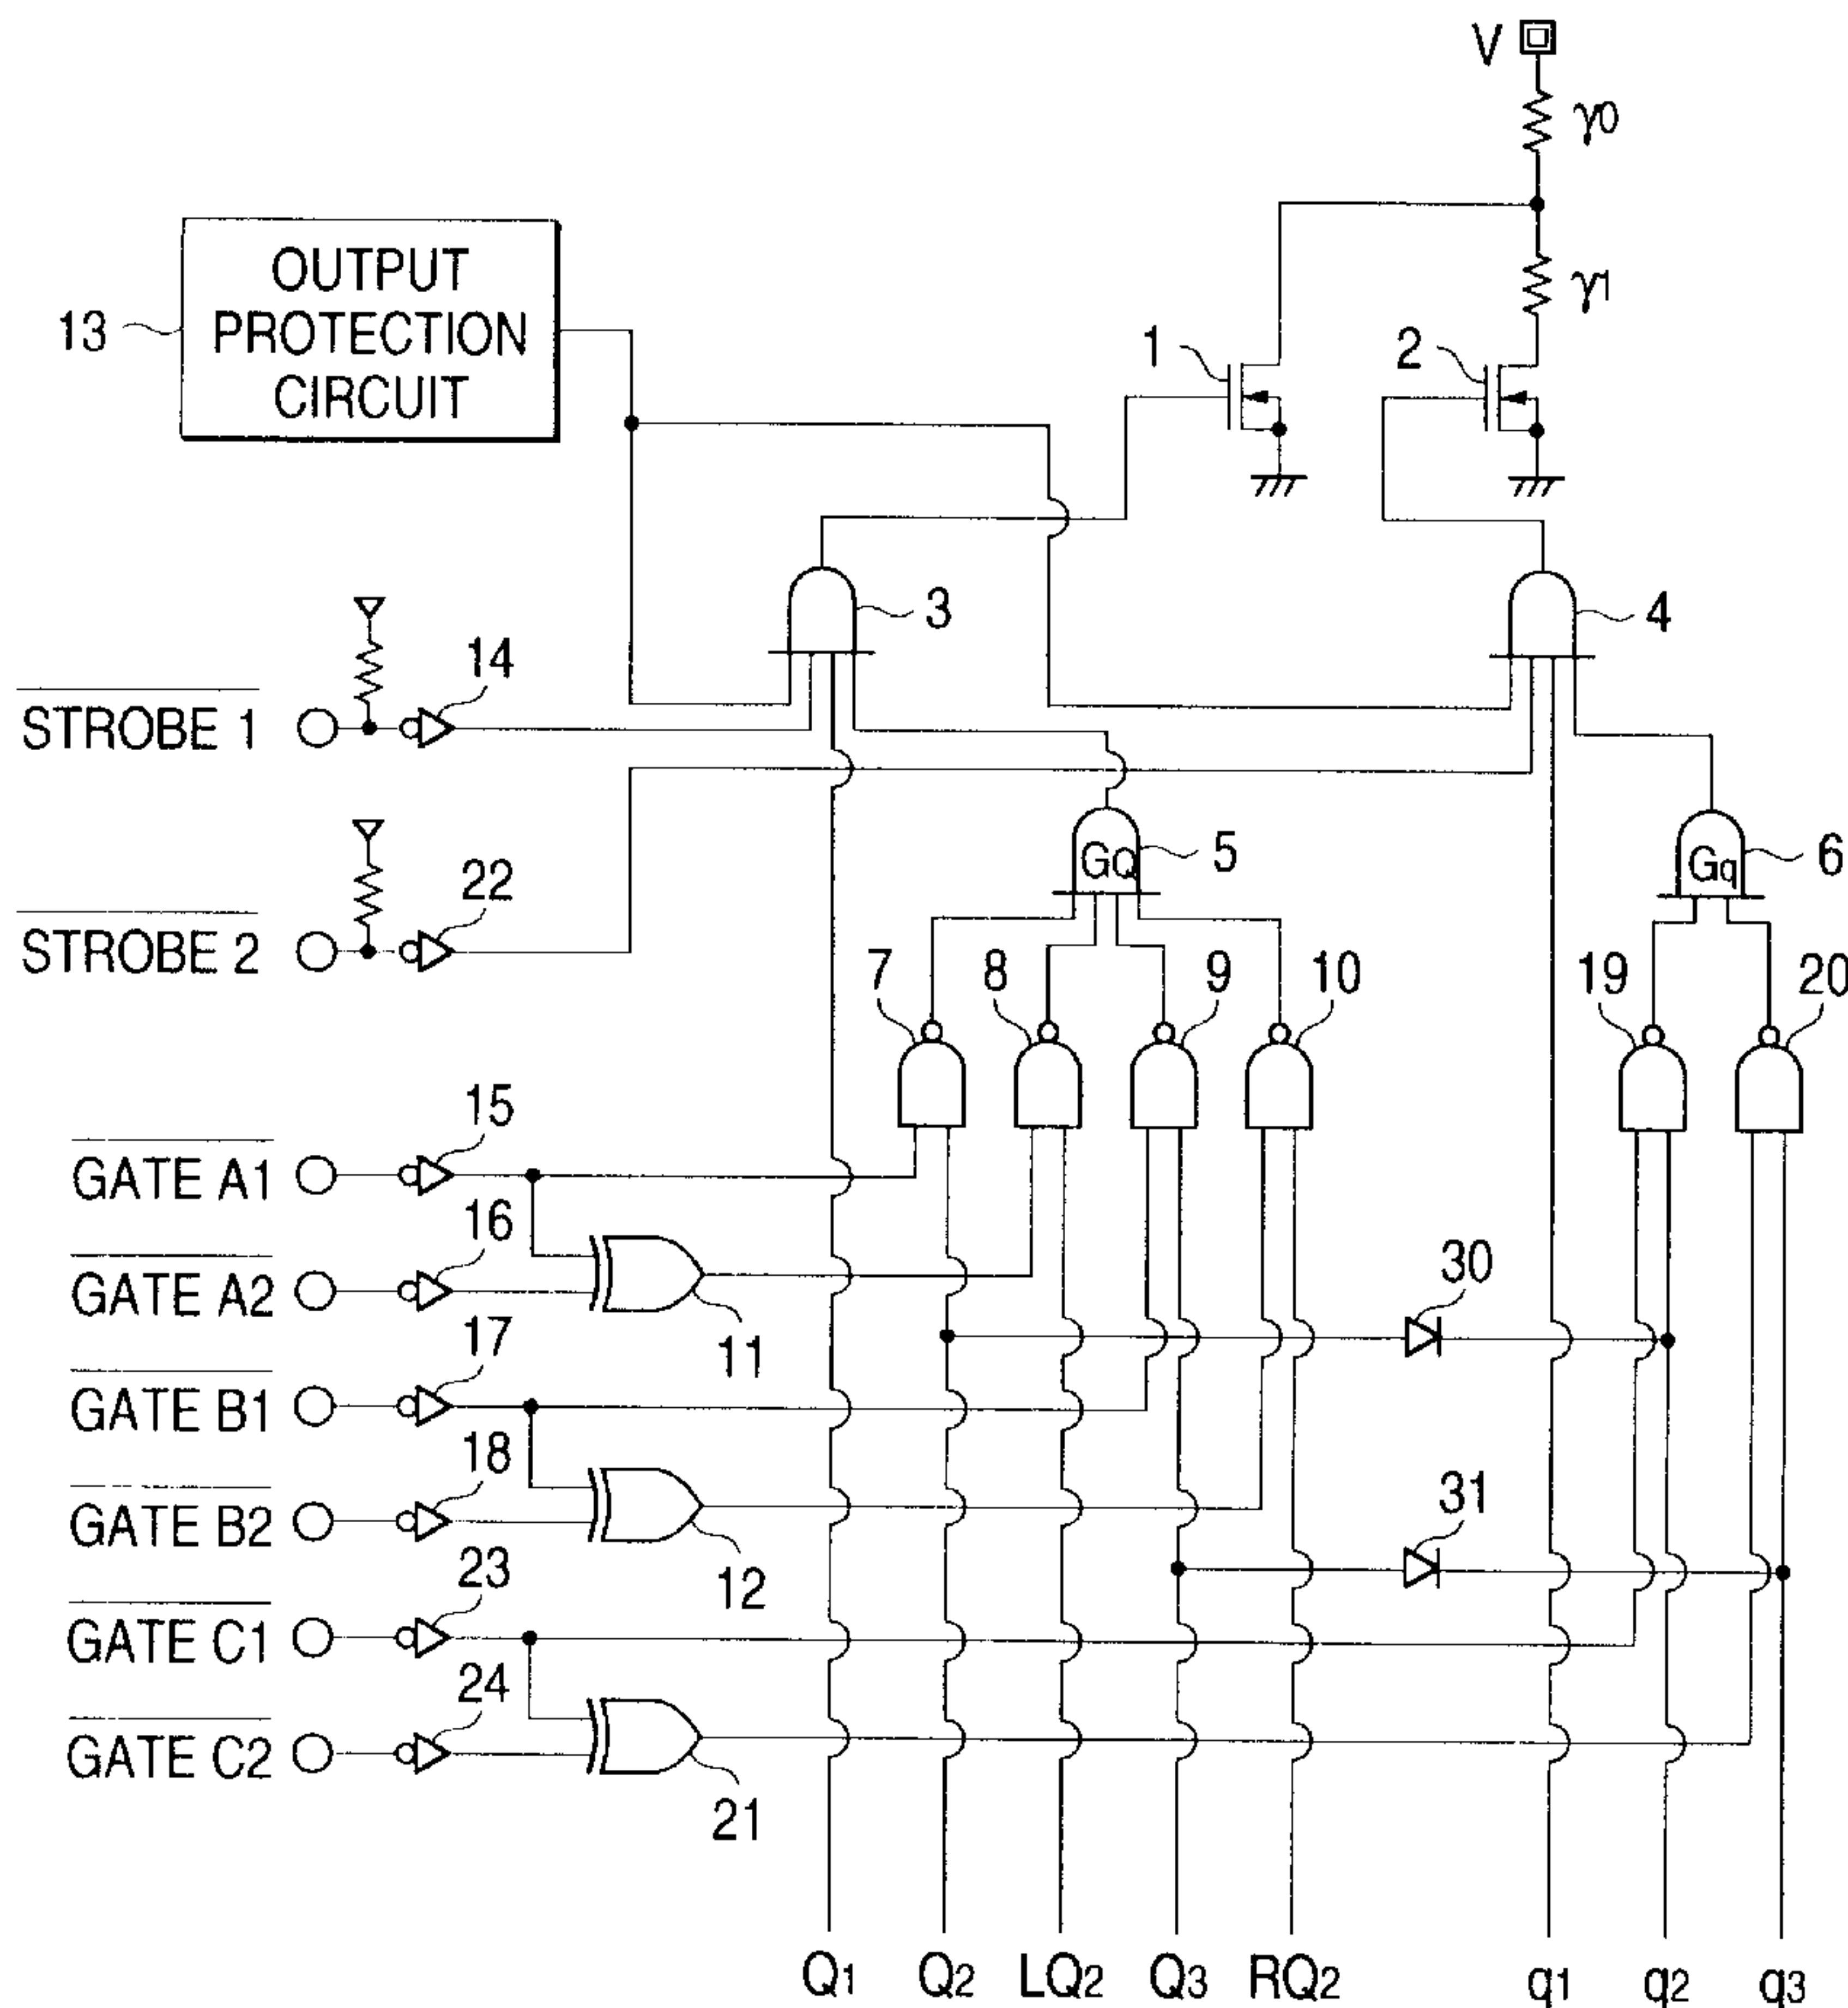 V
γ0
OUTPUT
PROTECTION
CIRCUIT
13
γ1
1
2
3
4
14
STROBE 1
GQ
5
Gq
6
22
STROBE 2
7
8
9
10
19
20
15
GATE A1
16
GATE A2
11
30
17
GATE B1
18
GATE B2
12
31
23
GATE C1
24
GATE C2
21
Q1
Q2
LQ2
Q3
RQ2
q1
q2
q3